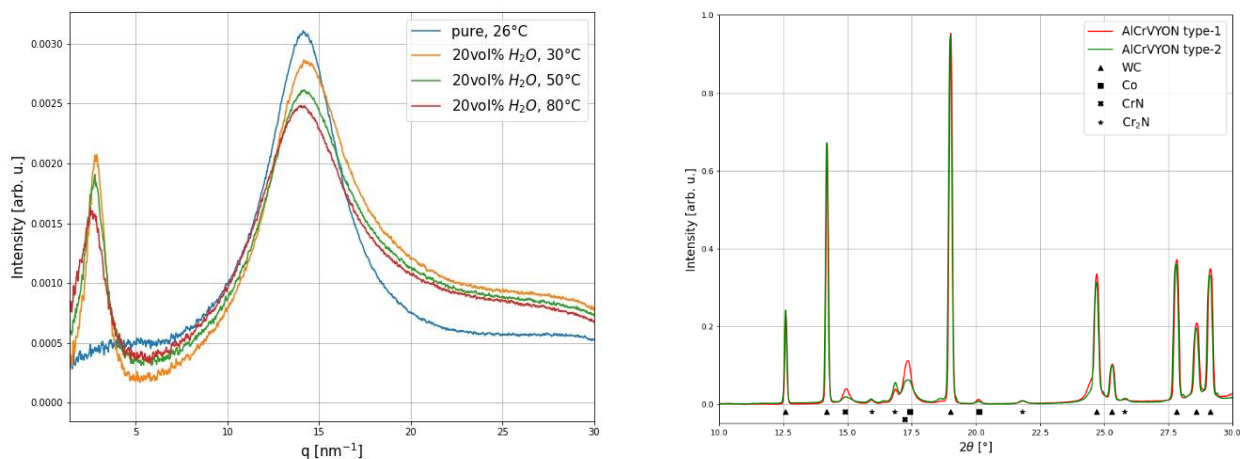 pure, 26°C
20vol% H₂O, 30°C
20vol% H₂O, 50°C
20vol% H₂O, 80°C
Intensity [arb. u.]
0.0030
0.0025
0.0020
0.0015
0.0010
0.0005
0.0000
5 10 15 20 25 30
q [nm⁻¹]
AlCrVYON type-1
AlCrVYON type-2
WC
Co
CrN
Cr₂N
Intensity [arb. u.]
1.0
0.8
0.6
0.4
0.2
0.0
10.0 12.5 15.0 17.5 20.0 22.5 25.0 27.5 30.0
2θ [°]